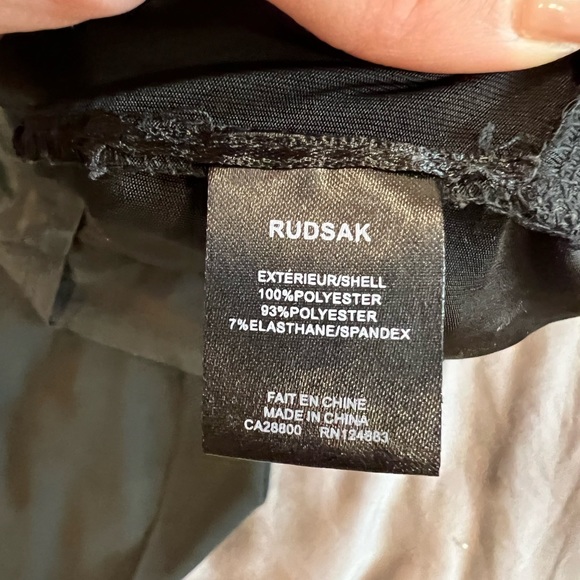 RUDSAK
EXTÉRIEUR/SHELL
100%POLYESTER
93%POLYESTER
7%ELASTHANE/SPANDEX
FAIT EN CHINE
MADE IN CHINA
CA28800 RN124883